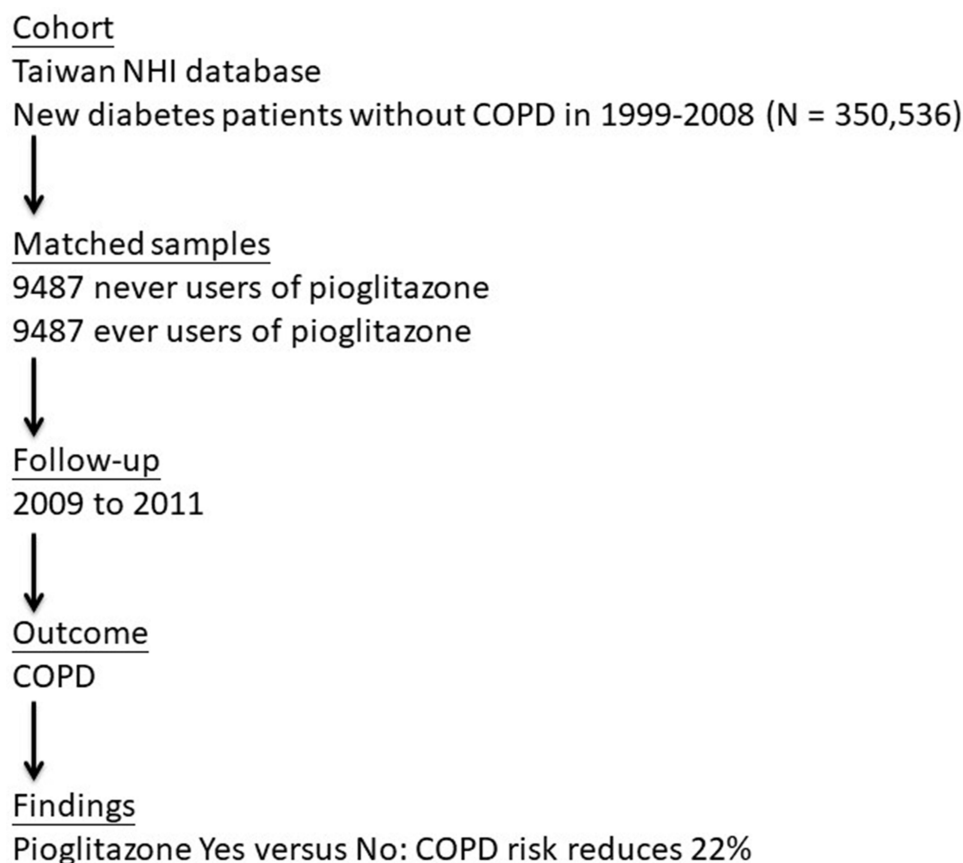 Cohort
Taiwan NHI database
New diabetes patients without COPD in 1999-2008 (N = 350,536)
Matched samples
9487 never users of pioglitazone
9487 ever users of pioglitazone
Follow-up
2009 to 2011
Outcome
COPD
Findings
Pioglitazone Yes versus No: COPD risk reduces 22%